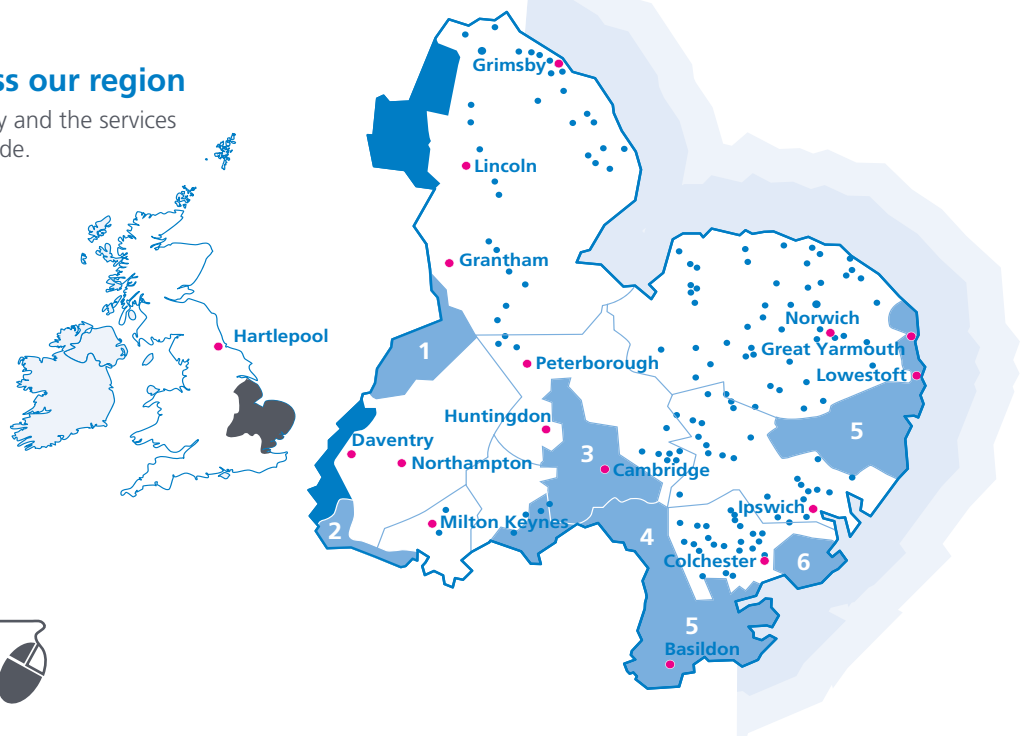 ss our region
y and the services
de.
Grimsby
Lincoln
Grantham
Hartlepool
Norwich
Great Yarmouth
1
Peterborough
Lowestoft
Huntingdon
5
Daventry
3
Northampton
Cambridge
Ipswich
2
Milton Keynes
4
Colchester
6
5
Basildon